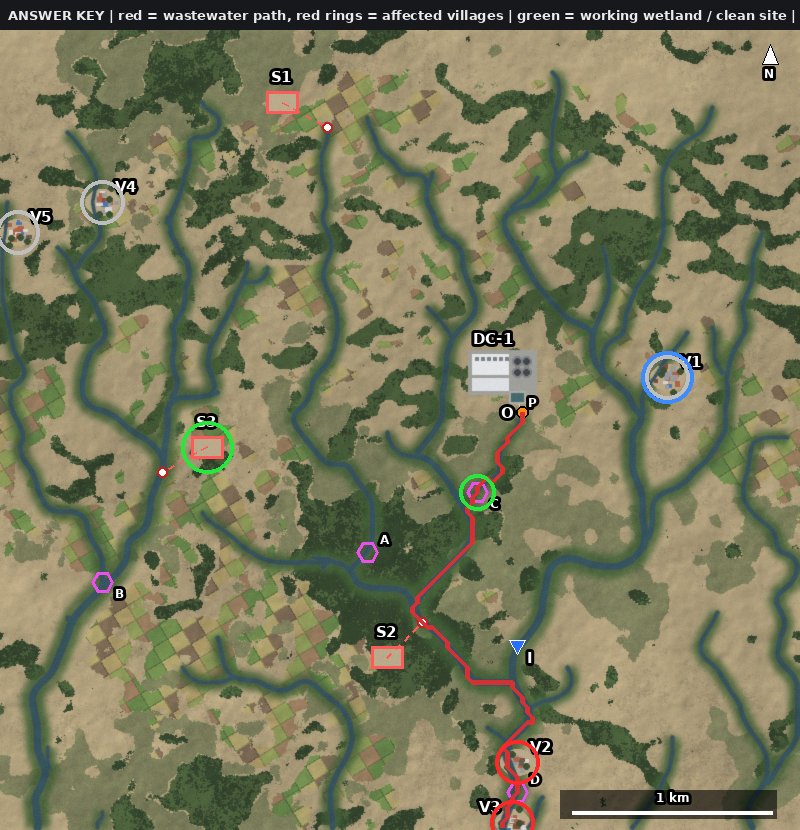 ANSWER KEY | red = wastewater path, red rings = affected villages | green = working wetland / clean site |
N
S1
V4
V5
DC-1
V1
P
O
S3
C
A
B
S2
I
V2
D
V3
1 km